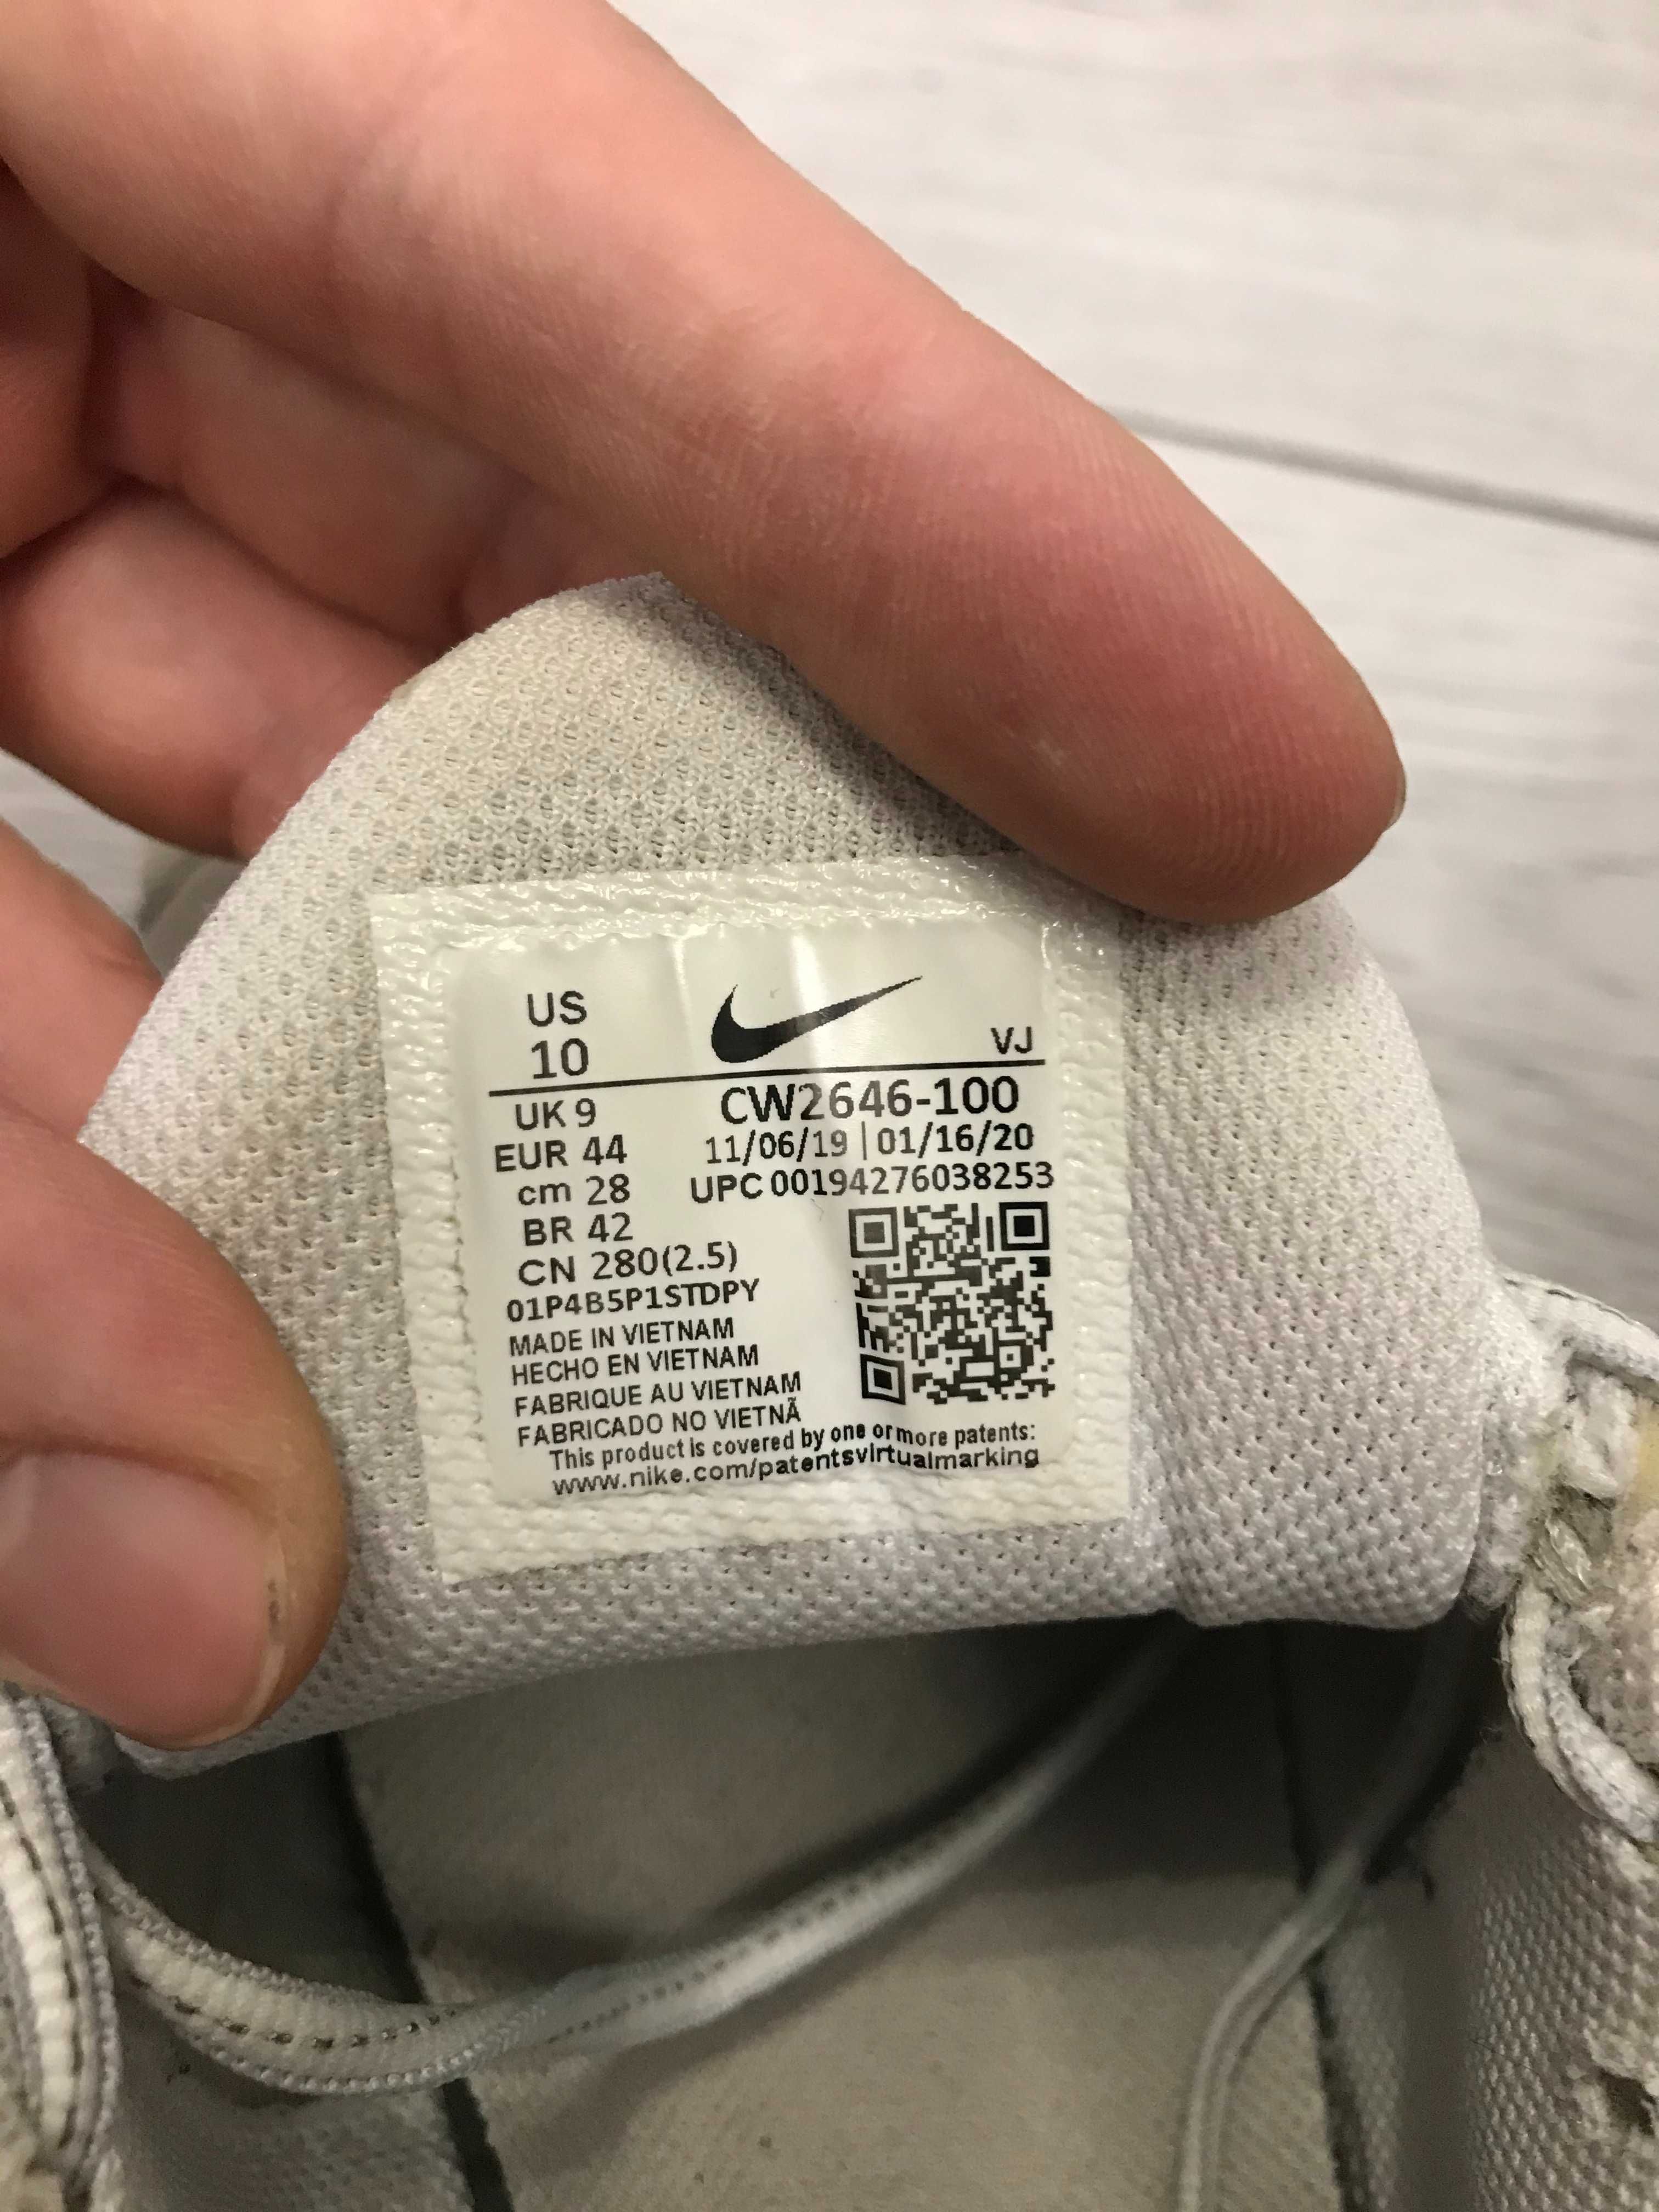 US
10
VJ
UK 9
CW2646-100
EUR 44
11/06/19 | 01/16/20
cm 28
UPC 00194276038253
BR 42
CN 280(2.5)
01P4B5P1STDPY
MADE IN VIETNAM
HECHO EN VIETNAM
FABRIQUE AU VIETNAM
FABRICADO NO VIETNÃ
This product is covered by one or more patents:
www.nike.com/patentsvirtualmarking